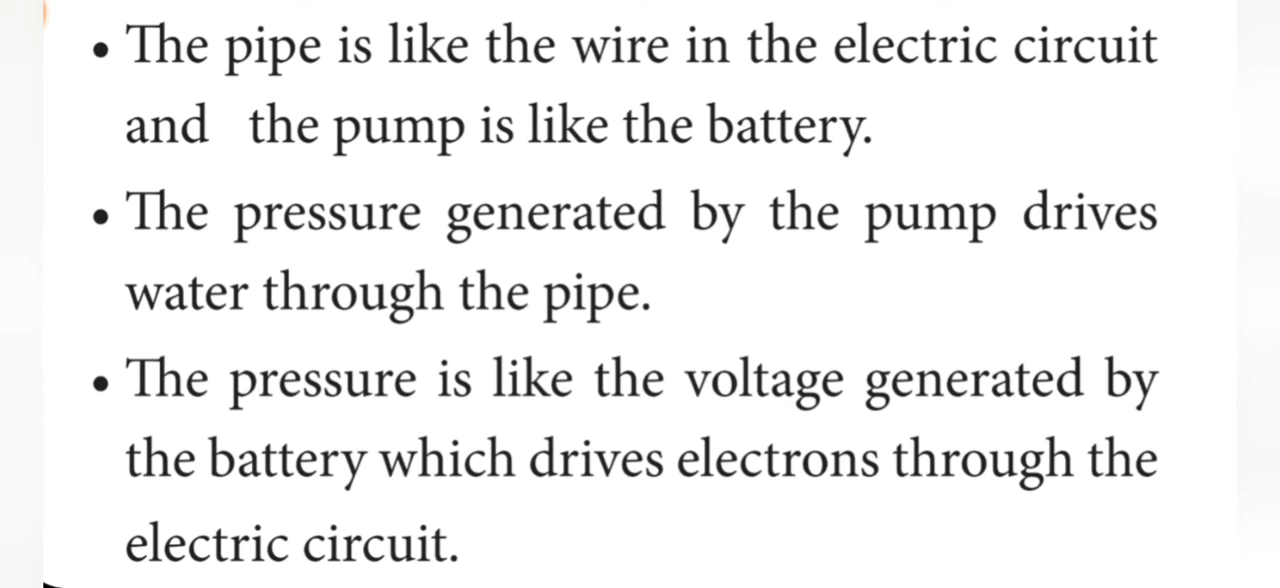 • The pipe is like the wire in the electric circuit
and the pump is like the battery.
• The pressure generated by the pump drives
water through the pipe.
• The pressure is like the voltage generated by
the battery which drives electrons through the
electric circuit.